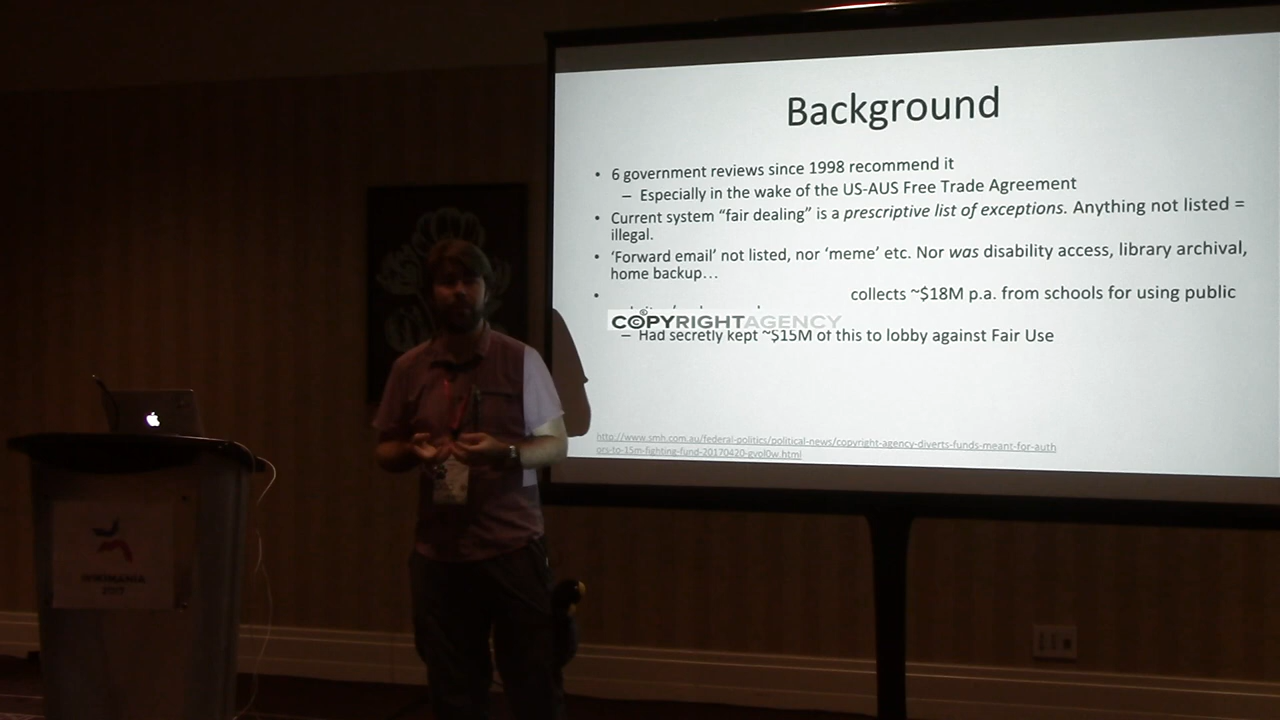 Background
• 6 government reviews since 1998 recommend it
– Especially in the wake of the US-AUS Free Trade Agreement
• Current system “fair dealing” is a prescriptive list of exceptions. Anything not listed =
illegal.
• ‘Forward email’ not listed, nor ‘meme’ etc. Nor was disability access, library archival,
home backup…
• collects ~$18M p.a. from schools for using public
COPYRIGHTAGENCY
– Had secretly kept ~$15M of this to lobby against Fair Use
http://www.smh.com.au/federal-politics/political-news/copyright-agency-diverts-funds-meant-for-auth
ors-to-15m-fighting-fund-20170420-gvol0w.html
WIKIMANIA
2017